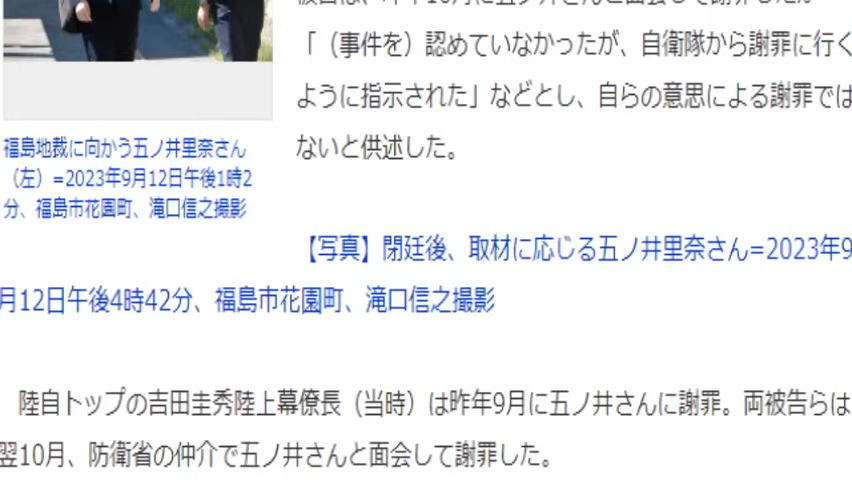 「（事件を）認めていなかったが、自衛隊から謝罪に行く
ように指示された」などとし、自らの意思による謝罪では
ないと供述した。
福島地裁に向かう五ノ井里奈さん
（左）=2023年9月12日午後1時2
分、福島市花園町、滝口信之撮影
【写真】閉廷後、取材に応じる五ノ井里奈さん=2023年9
月12日午後4時42分、福島市花園町、滝口信之撮影
陸自トップの吉田圭秀陸上幕僚長（当時）は昨年9月に五ノ井さんに謝罪。両被告らは
翌10月、防衛省の仲介で五ノ井さんと面会して謝罪した。